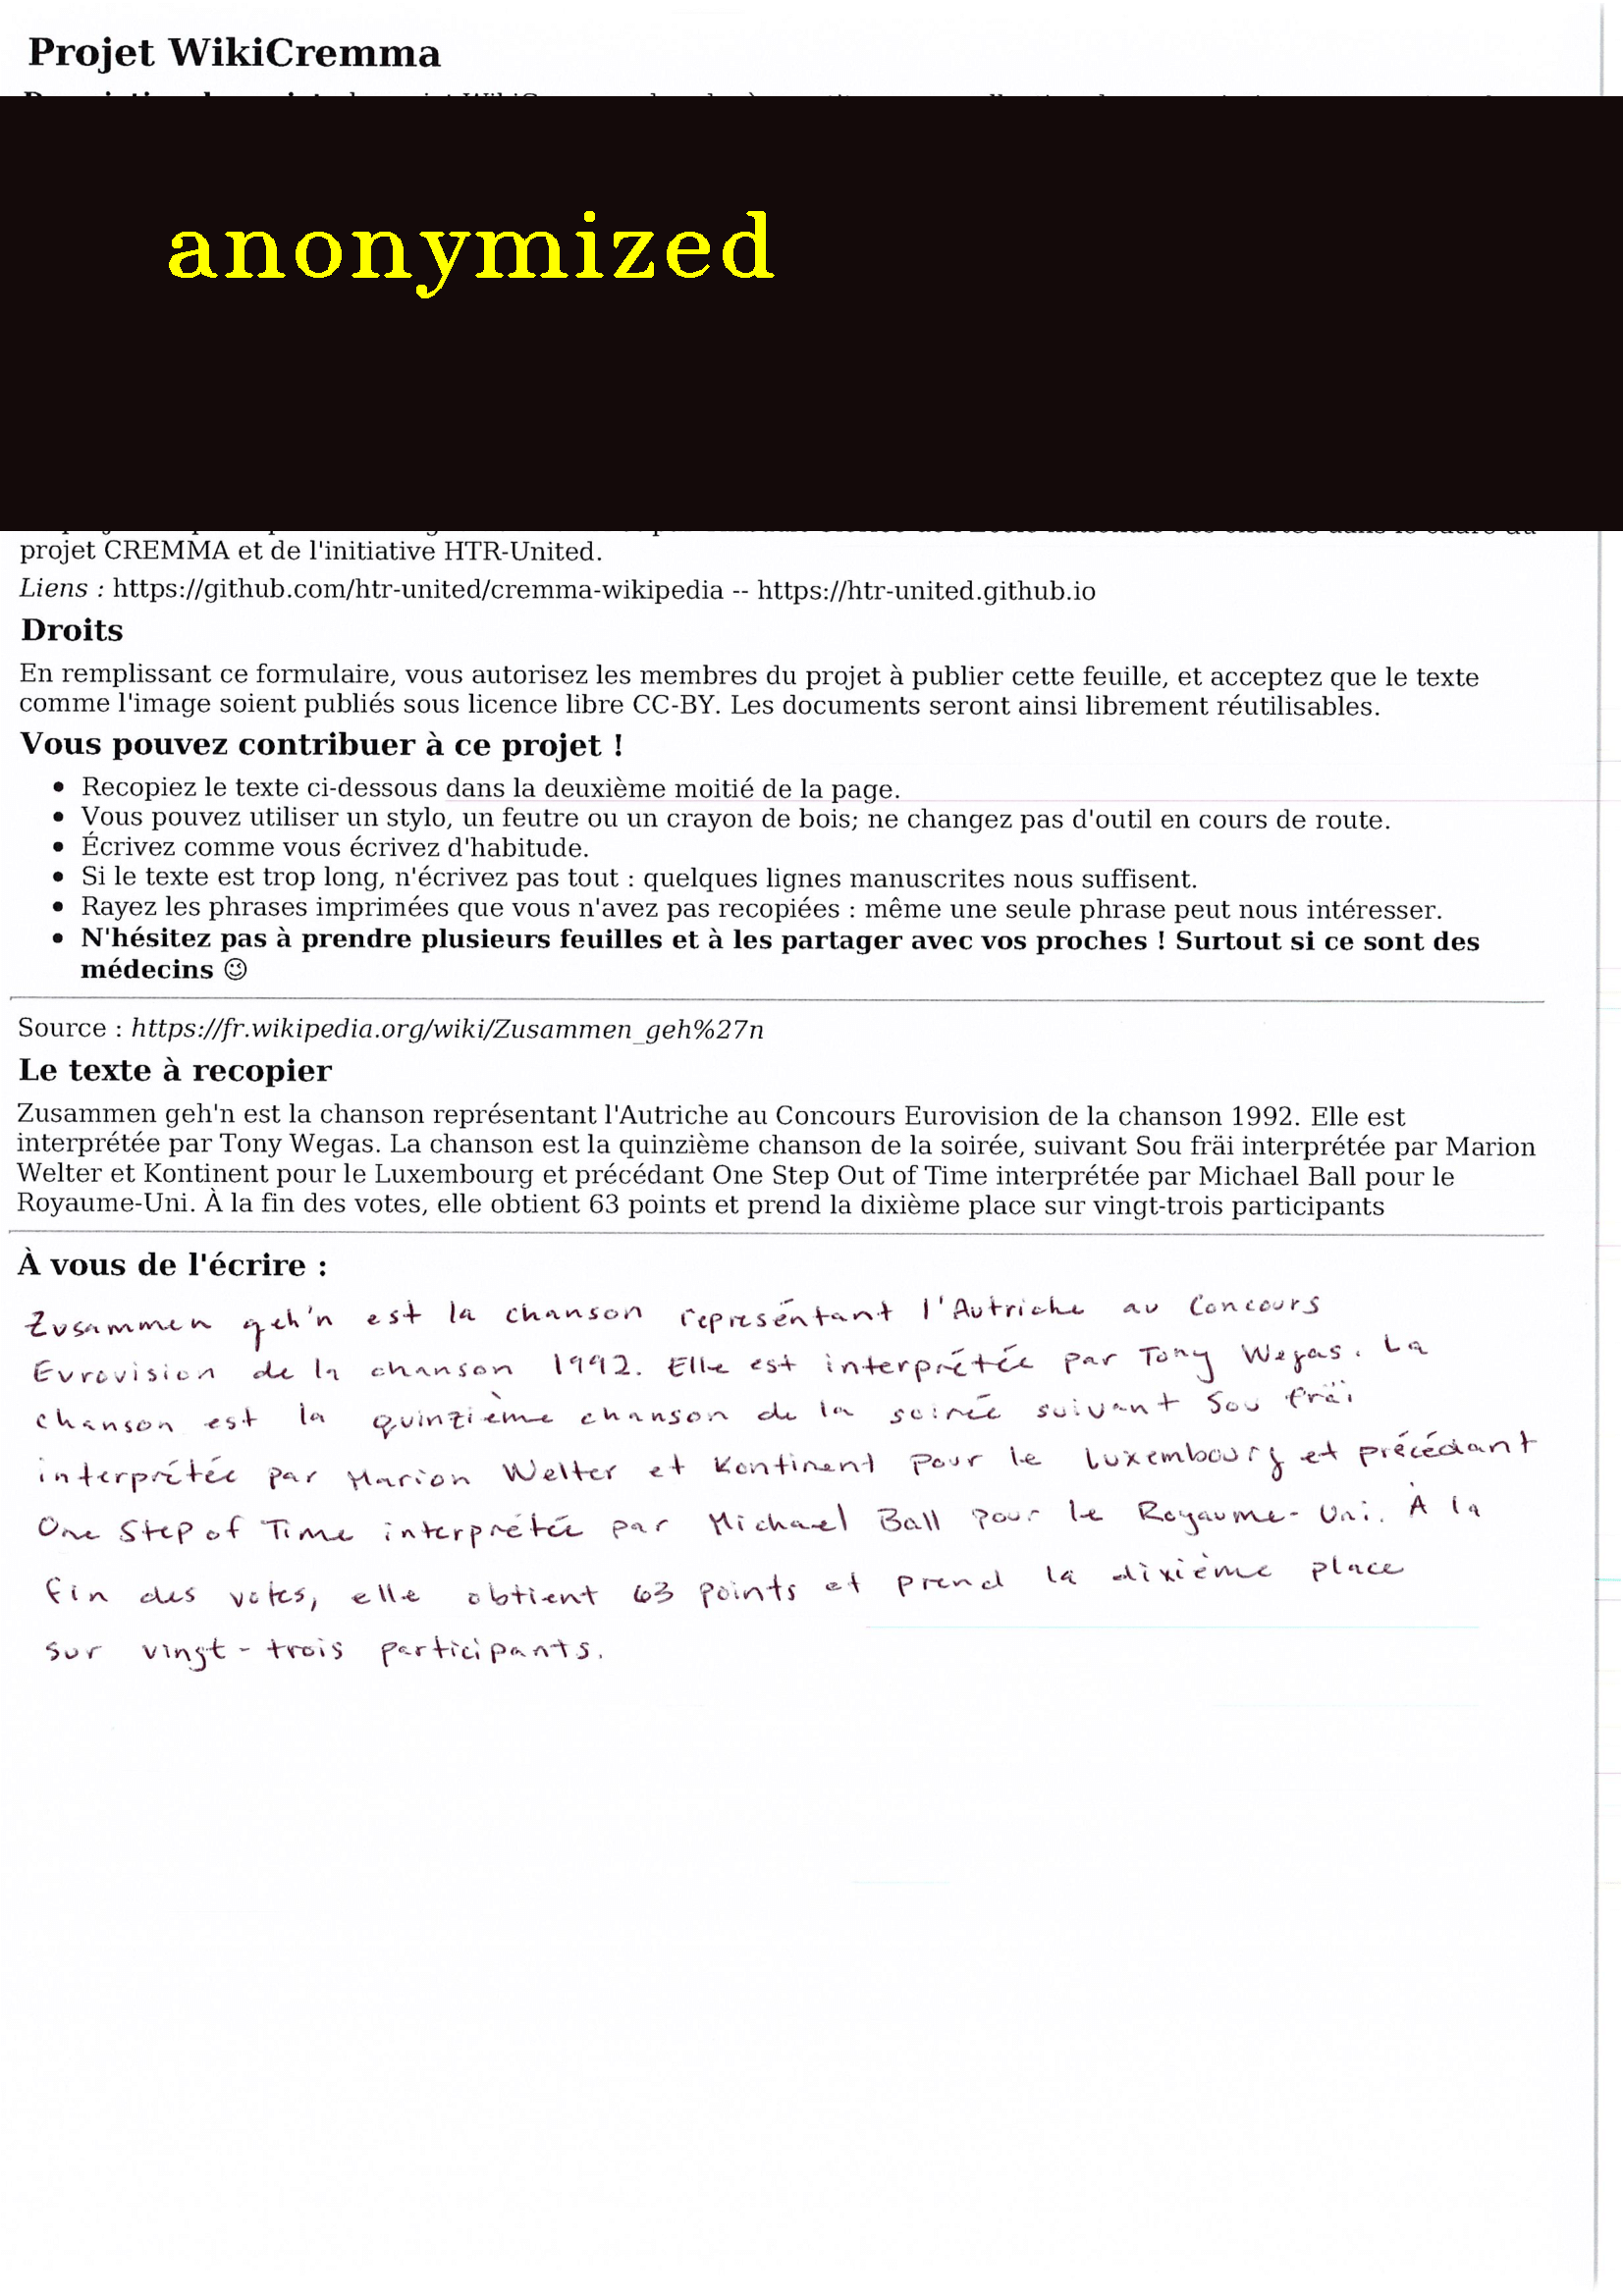 Projet WikiCremma
anonymized
projet CREMMA et de l'initiative HTR-United.
Liens : https://github.com/htr-united/cremma-wikipedia -- https://htr-united.github.io
Droits
En remplissant ce formulaire, vous autorisez les membres du projet à publier cette feuille, et acceptez que le texte
comme l'image soient publiés sous licence libre CC-BY. Les documents seront ainsi librement réutilisables.
Vous pouvez contribuer à ce projet !
• Recopiez le texte ci-dessous dans la deuxième moitié de la page.
• Vous pouvez utiliser un stylo, un feutre ou un crayon de bois; ne changez pas d'outil en cours de route.
• Écrivez comme vous écrivez d'habitude.
• Si le texte est trop long, n'écrivez pas tout : quelques lignes manuscrites nous suffisent.
• Rayez les phrases imprimées que vous n'avez pas recopiées : même une seule phrase peut nous intéresser.
• N'hésitez pas à prendre plusieurs feuilles et à les partager avec vos proches ! Surtout si ce sont des
médecins 😉
Source : https://fr.wikipedia.org/wiki/Zusammen_geh%27n
Le texte à recopier
Zusammen geh'n est la chanson représentant l'Autriche au Concours Eurovision de la chanson 1992. Elle est
interprétée par Tony Wegas. La chanson est la quinzième chanson de la soirée, suivant Sou fräi interprétée par Marion
Welter et Kontinent pour le Luxembourg et précédant One Step Out of Time interprétée par Michael Ball pour le
Royaume-Uni. À la fin des votes, elle obtient 63 points et prend la dixième place sur vingt-trois participants
À vous de l'écrire :
Zusammen geh'n est la chanson represéntant l'Autriche au Concours
Eurovision de la chanson 1992. Elle est interprétée par Tony Wegas. La
chanson est la quinzième chanson de la soirée suivant Sou fräi
interprétée par Marion Welter et Kontinent pour le Luxembourg et précédant
One Step of Time interprétée par Michael Ball pour le Royaume-Uni. À la
fin des votes, elle obtient 63 points et prend la dixième place
sur vingt-trois participants.